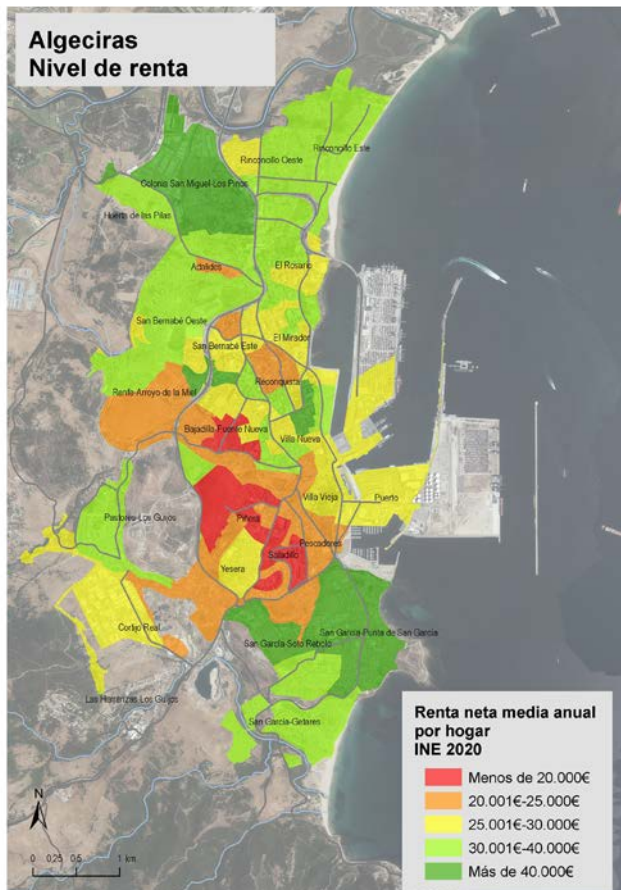 Algeciras
Nivel de renta
Rinconcillo Este
Rinconcillo Oeste
Colonia San Miguel-Los Pinos
Huerta de las Pilas
Adalides
El Rosario
San Bernabé Oeste
San Bernabé Este
El Mirador
Reconquista
Renfe-Arroyo de la Miel
Bajadilla-Fuente Nueva
Villa Nueva
Villa Vieja
Puerto
Pastores-Los Guijos
Piñera
Pescadores
Saladillo
Yesera
Cortijo Real
San García-Soto Rebolo
San García-Punta de San García
Las Herrizas-Los Guijos
San García-Getares
Renta neta media anual
por hogar
INE 2020
Menos de 20.000€
20.001€-25.000€
25.001€-30.000€
30.001€-40.000€
Más de 40.000€
N
0 0,25 0,5 1 km